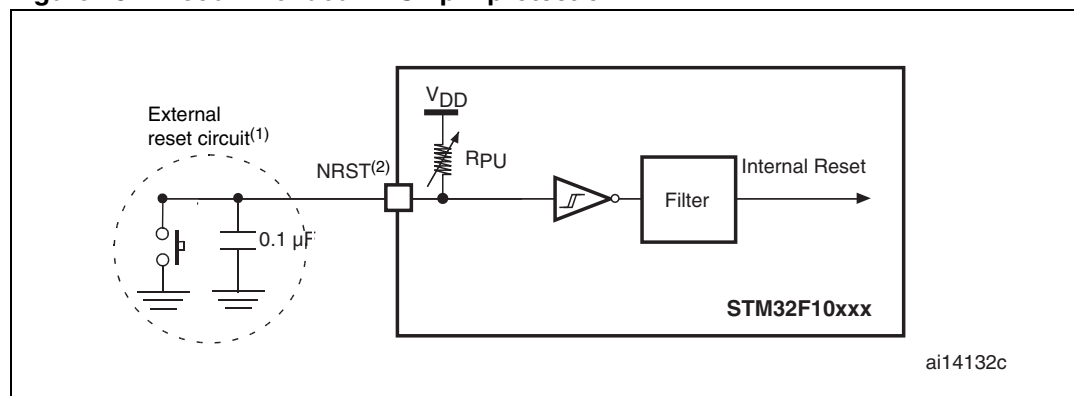 External
reset circuit(1)
VDD
RPU
NRST(2)
Internal Reset
Filter
0.1 µF
STM32F10xxx
ai14132c